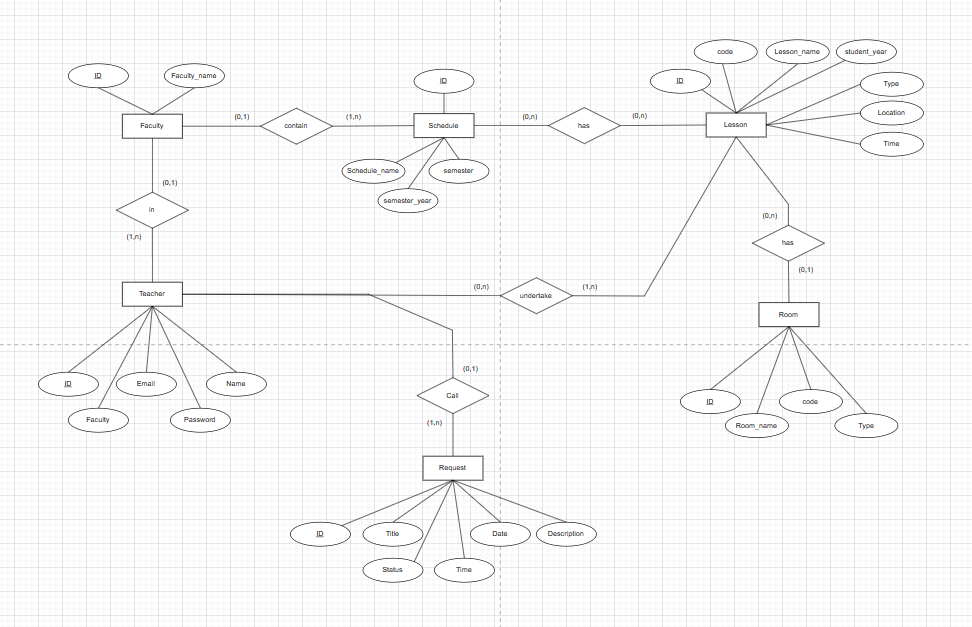 code
Lesson_name
student_year
ID
Faculty_name
ID
ID
Type
Location
Time
Faculty
(0,1)
contain
(1,n)
Schedule
(0,n)
has
(0,n)
Lesson
Schedule_name
semester
semester_year
(0,1)
in
(1,n)
(0,n)
has
(0,1)
Teacher
(0,n)
undertake
(1,n)
Room
ID
Email
Name
Faculty
Password
(0,1)
Call
(1,n)
ID
code
Room_name
Type
Request
ID
Title
Date
Description
Status
Time